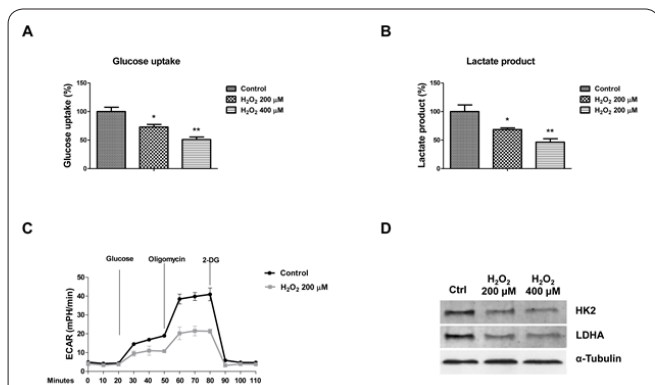 A
Glucose uptake
Control
H₂O₂ 200 μM
H₂O₂ 400 μM
Glucose uptake (%)
150
100
50
0
*
**
B
Lactate product
Control
H₂O₂ 200 μM
H₂O₂ 200 μM
Lactate product (%)
150
100
50
0
*
**
C
Glucose
Oligomycin
2-DG
Control
H₂O₂ 200 μM
ECAR (mPH/min)
50
40
30
20
10
0
Minutes
0 10 20 30 40 50 60 70 80 90 100 110
D
Ctrl
H₂O₂
200 μM
H₂O₂
400 μM
HK2
LDHA
α-Tubulin